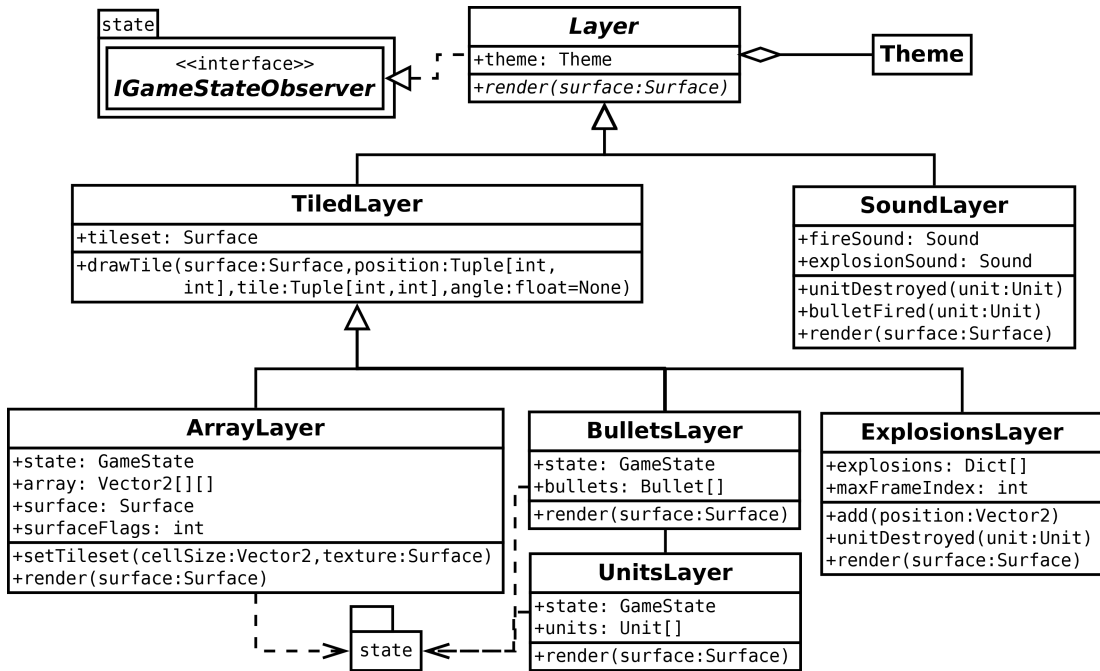 state
<<interface>>
IGameStateObserver
Layer
+theme: Theme
+render(surface:Surface)
Theme
TiledLayer
+tileset: Surface
+drawTile(surface:Surface,position:Tuple[int,
int],tile:Tuple[int,int],angle:float=None)
SoundLayer
+fireSound: Sound
+explosionSound: Sound
+unitDestroyed(unit:Unit)
+bulletFired(unit:Unit)
+render(surface:Surface)
ArrayLayer
+state: GameState
+array: Vector2[][]
+surface: Surface
+surfaceFlags: int
+setTileset(cellSize:Vector2,texture:Surface)
+render(surface:Surface)
BulletsLayer
+state: GameState
+bullets: Bullet[]
+render(surface:Surface)
ExplosionsLayer
+explosions: Dict[]
+maxFrameIndex: int
+add(position:Vector2)
+unitDestroyed(unit:Unit)
+render(surface:Surface)
UnitsLayer
+state: GameState
+units: Unit[]
+render(surface:Surface)
state